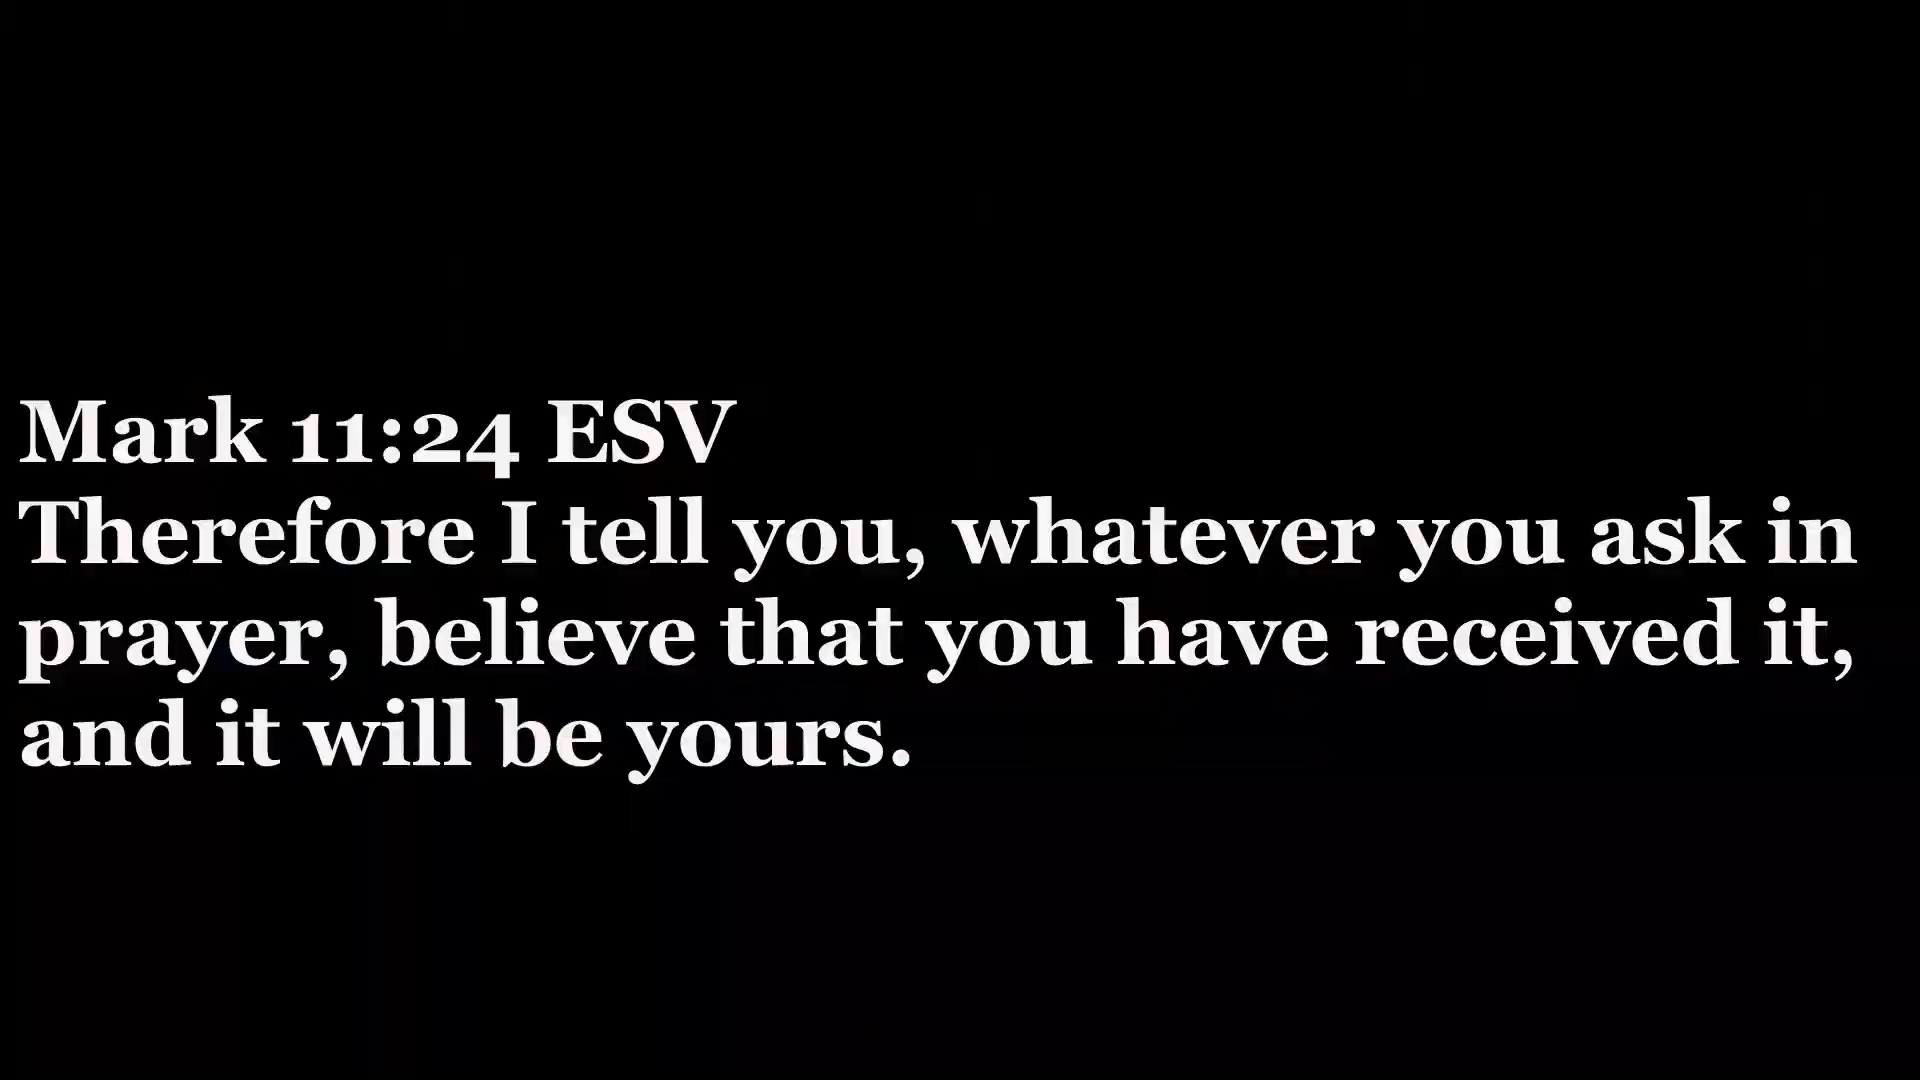 Mark 11:24 ESV
Therefore I tell you, whatever you ask in
prayer, believe that you have received it,
and it will be yours.